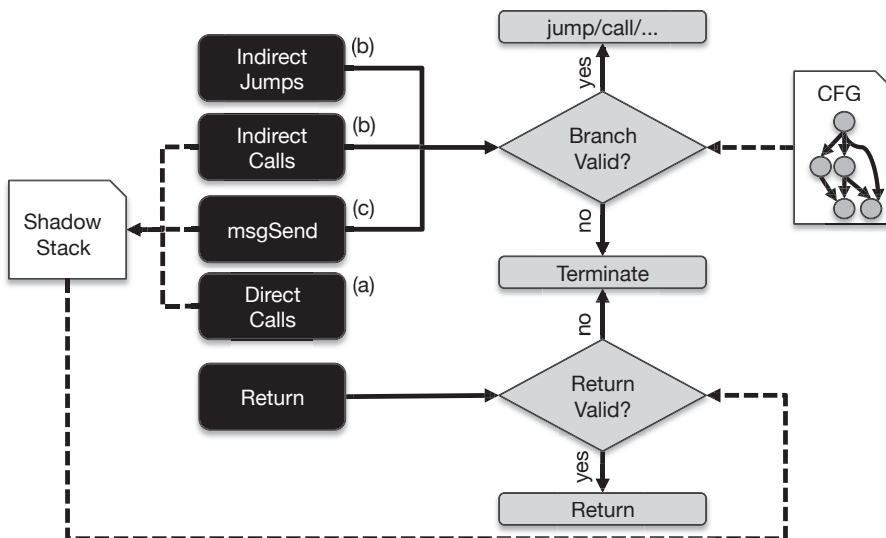 jump/call/...
Indirect
Jumps
(b)
yes
CFG
Indirect
Calls
(b)
Branch
Valid?
Shadow
Stack
msgSend
(c)
no
Direct
Calls
(a)
Terminate
no
Return
Return
Valid?
yes
Return